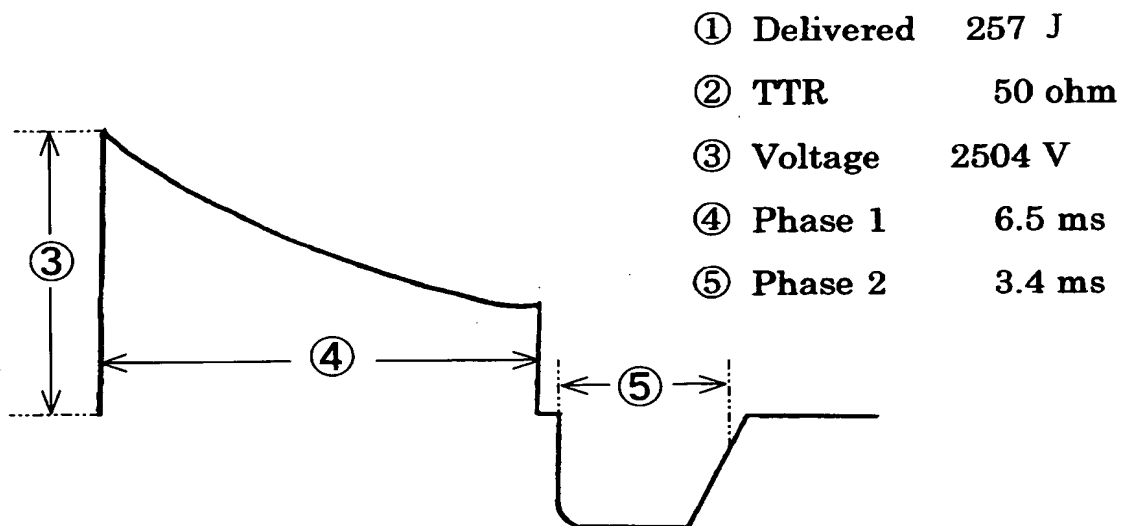 ① Delivered 257 J
② TTR 50 ohm
③ Voltage 2504 V
④ Phase 1 6.5 ms
⑤ Phase 2 3.4 ms
③
④
⑤